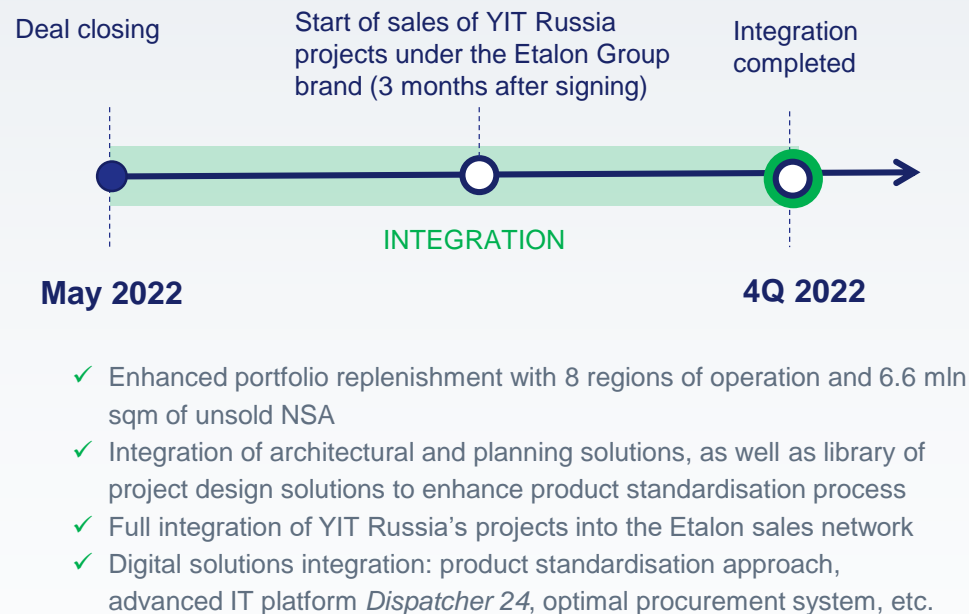 Deal closing
Start of sales of YIT Russia
projects under the Etalon Group
brand (3 months after signing)
Integration
completed
INTEGRATION
May 2022
4Q 2022
✓ Enhanced portfolio replenishment with 8 regions of operation and 6.6 mln
sqm of unsold NSA
✓ Integration of architectural and planning solutions, as well as library of
project design solutions to enhance product standardisation process
✓ Full integration of YIT Russia’s projects into the Etalon sales network
✓ Digital solutions integration: product standardisation approach,
advanced IT platform Dispatcher 24, optimal procurement system, etc.